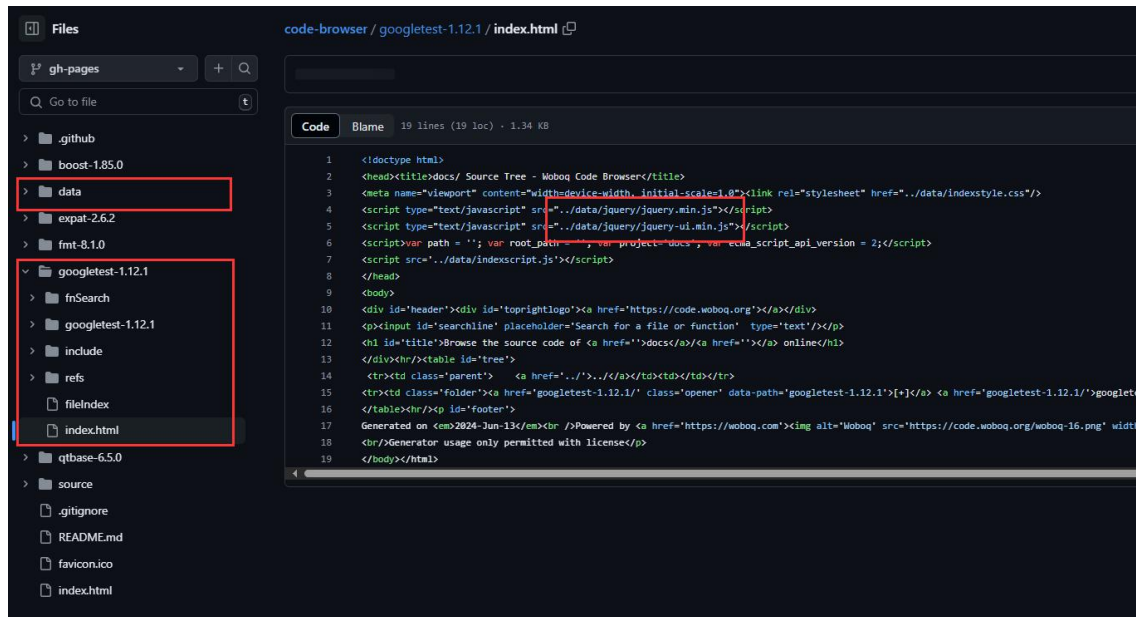 Files
code-browser / googletest-1.12.1 / index.html
gh-pages
Go to file
t
Code Blame 19 lines (19 loc) · 1.34 KB
.github
boost-1.85.0
data
expat-2.6.2
fmt-8.1.0
googletest-1.12.1
fnSearch
googletest-1.12.1
include
refs
fileIndex
index.html
qtbase-6.5.0
source
.gitignore
README.md
favicon.ico
index.html
1 <!doctype html>
2 <head><title>docs/ Source Tree - Woboq Code Browser</title>
3 <meta name="viewport" content="width=device-width, initial-scale=1.0"><link rel="stylesheet" href="../data/indexstyle.css"/>
4 <script type="text/javascript" src="../data/jquery/jquery.min.js"></script>
5 <script type="text/javascript" src="../data/jquery/jquery-ui.min.js"></script>
6 <script>var path = ''; var root_path = ''; var project='docs'; var ecma_script_api_version = 2;</script>
7 <script src='../data/indexscript.js'></script>
8 </head>
9 <body>
10 <div id='header'><div id='toprightlogo'><a href='https://code.woboq.org'></a></div>
11 <p><input id='searchline' placeholder='Search for a file or function' type='text'/></p>
12 <h1 id='title'>Browse the source code of <a href=''>docs</a>/<a href=''></a> online</h1>
13 </div><hr/><table id='tree'>
14 <tr><td class='parent'> <a href='../'>../</a></td><td></td></tr>
15 <tr><td class='folder'><a href='googletest-1.12.1/' class='opener' data-path='googletest-1.12.1'>[+]</a> <a href='googletest-1.12.1/'>googlete
16 </table><hr/><p id='footer'>
17 Generated on <em>2024-Jun-13</em><br />Powered by <a href='https://woboq.com'><img alt='Woboq' src='https://code.woboq.org/woboq-16.png' widt
18 <br/>Generator usage only permitted with license</p>
19 </body></html>